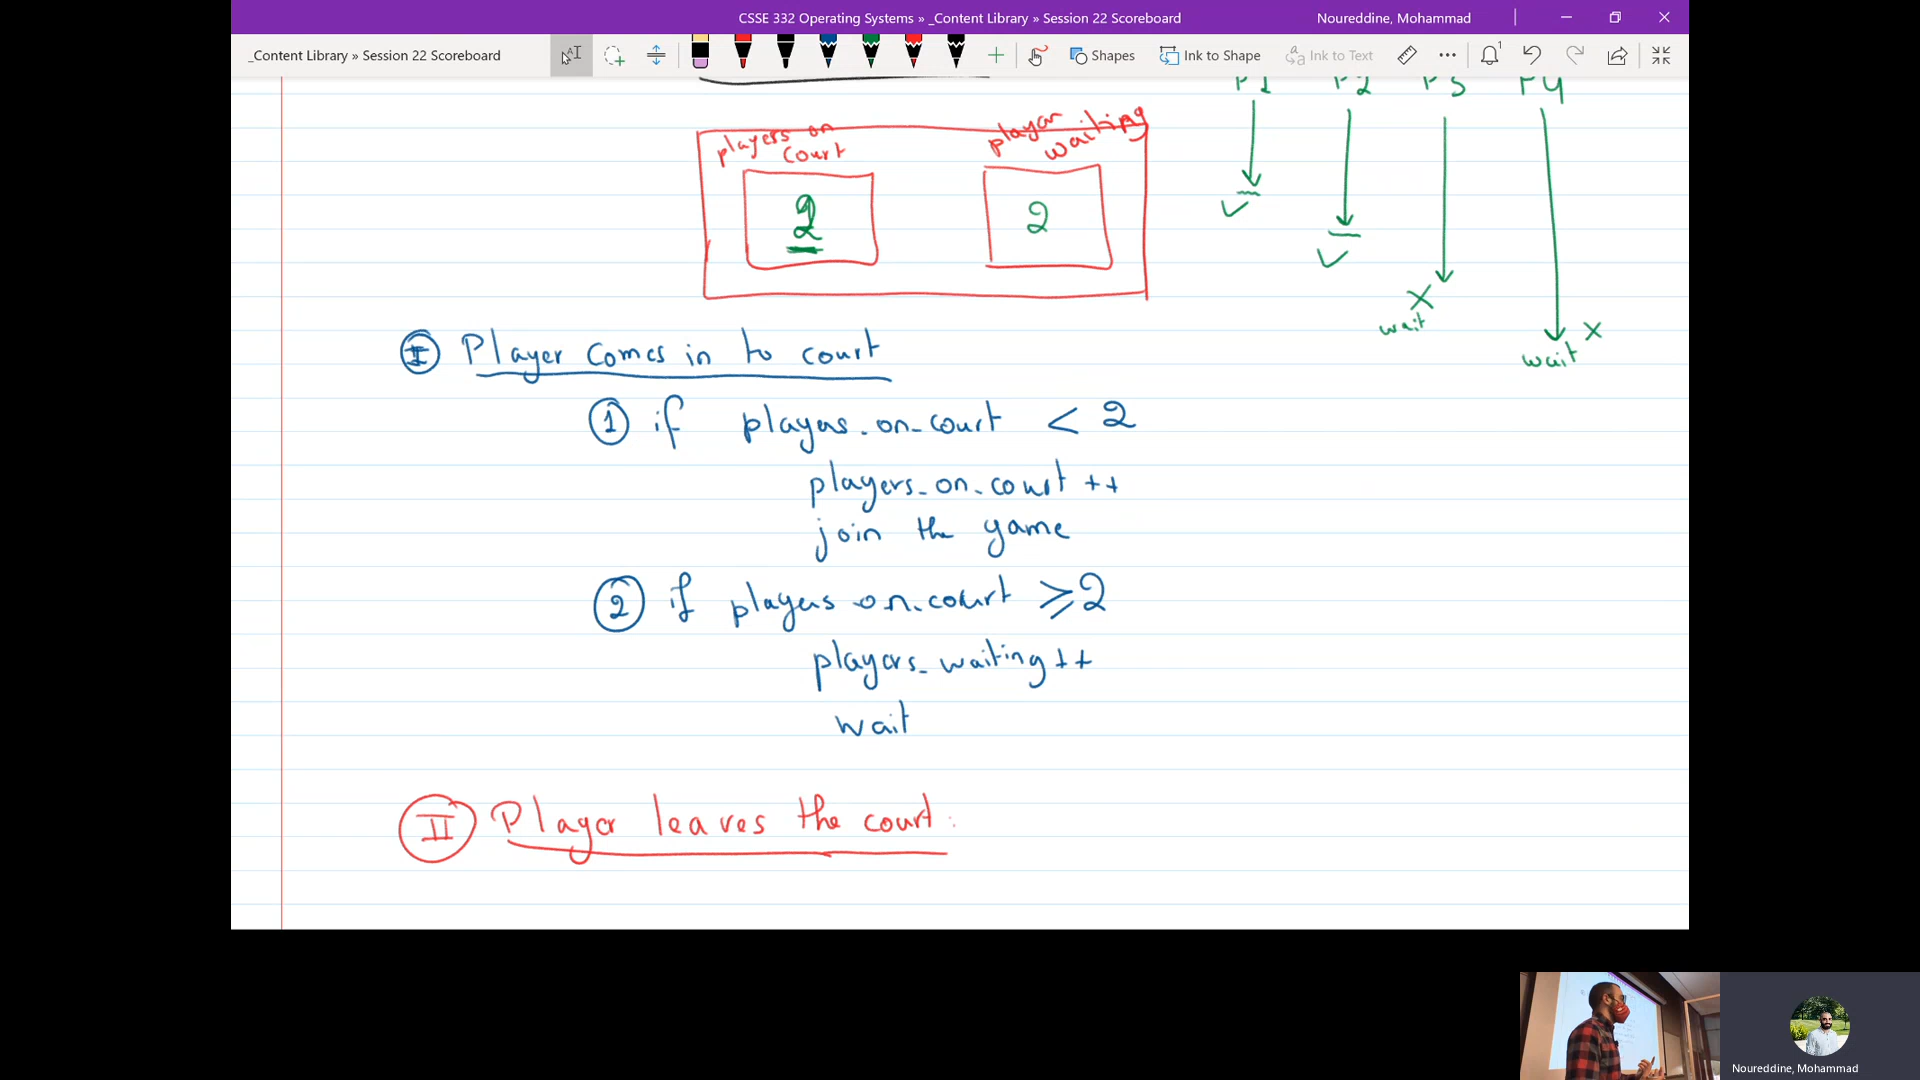 CSSE 332 Operating Systems » _Content Library » Session 22 Scoreboard
Noureddine, Mohammad
_Content Library » Session 22 Scoreboard
Shapes
Ink to Shape
Ink to Text
1
P1 P2 P3 P4
players on court
player waiting
2
2
wait
wait
I Player comes in to court
1 if players_on_court < 2
players_on_court ++
join the game
2 if players on_court ≥ 2
players_waiting ++
wait
II Player leaves the court:
Noureddine, Mohammad